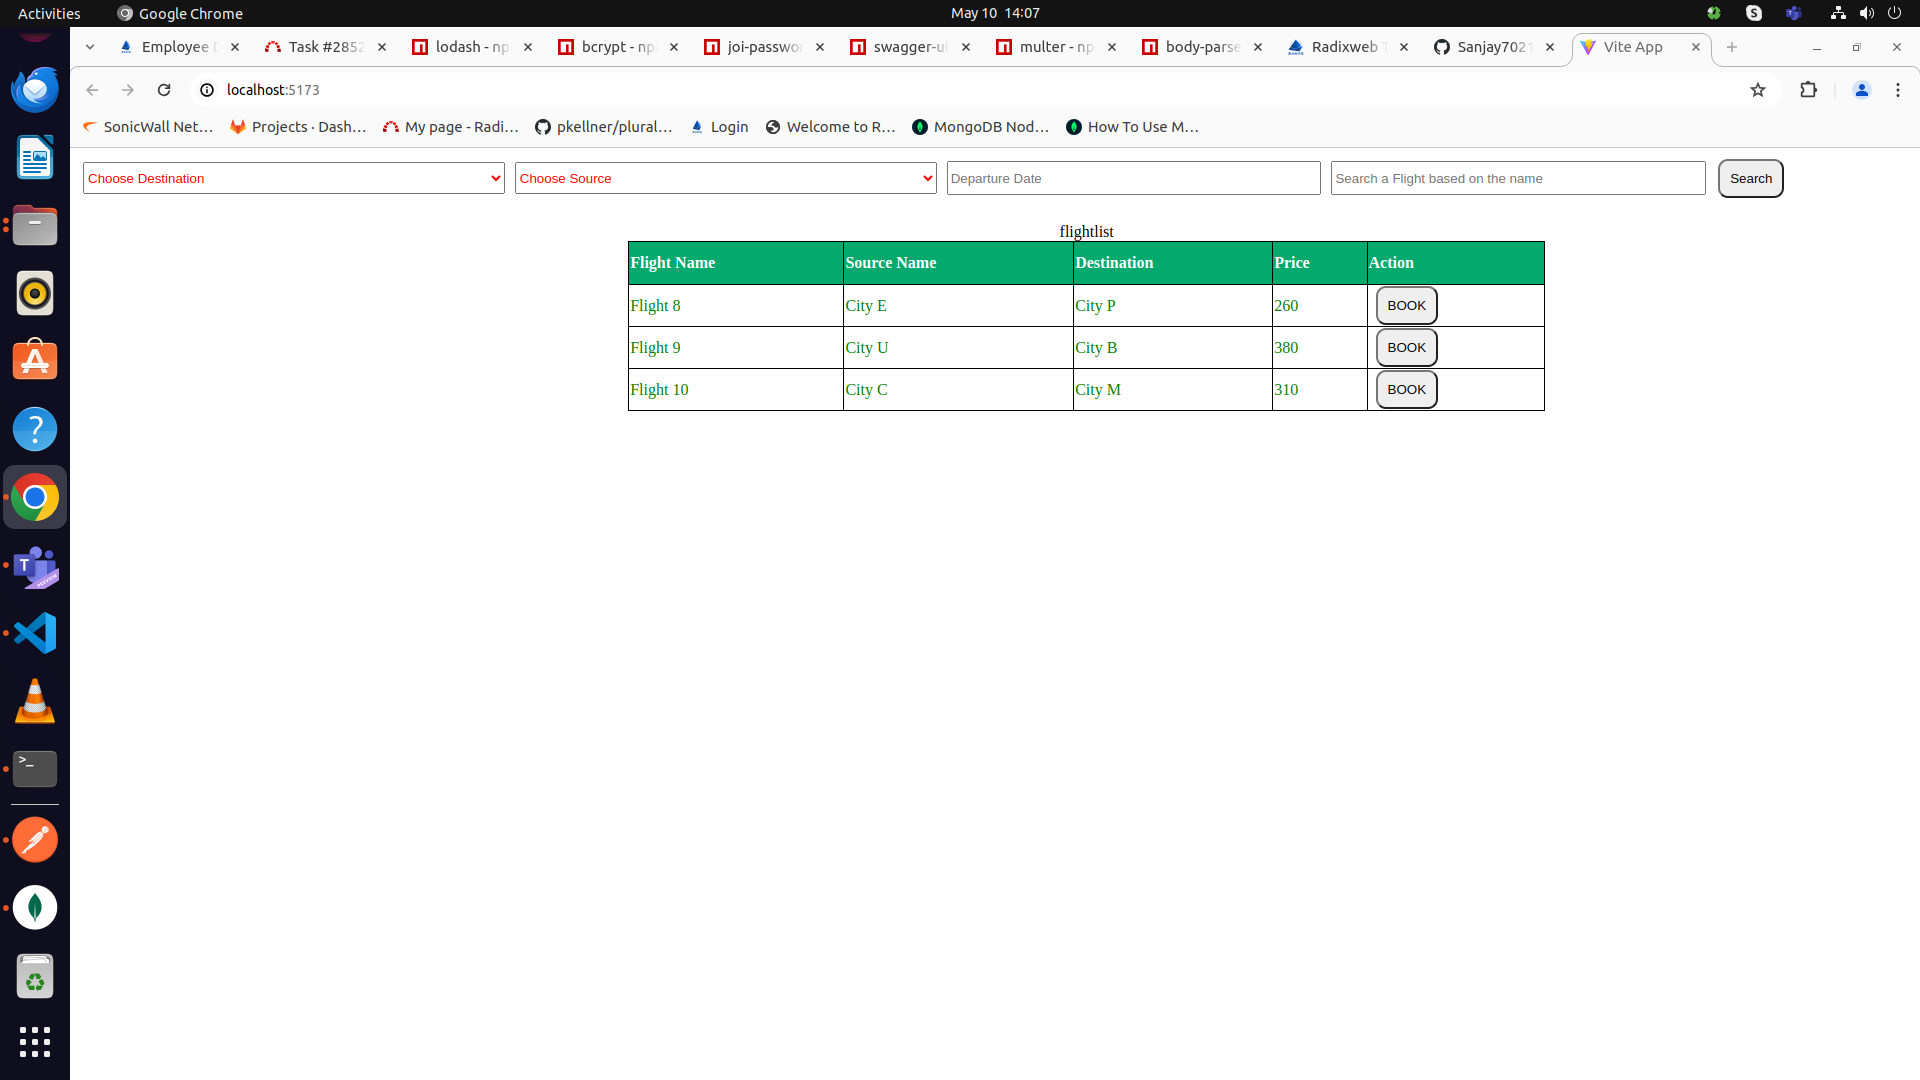 Activities Google Chrome May 10 14:07
Employee Task #2852 lodash - np bcrypt - np joi-passwo swagger-ui multer - np body-parse Radixweb Sanjay7021 Vite App
localhost:5173
SonicWall Net… Projects · Dash… My page - Radi… pkellner/plural… Login Welcome to R… MongoDB Nod… How To Use M…
Choose Destination Choose Source Departure Date Search a Flight based on the name Search
flightlist
Flight Name Source Name Destination Price Action
Flight 8 City E City P 260 BOOK
Flight 9 City U City B 380 BOOK
Flight 10 City C City M 310 BOOK